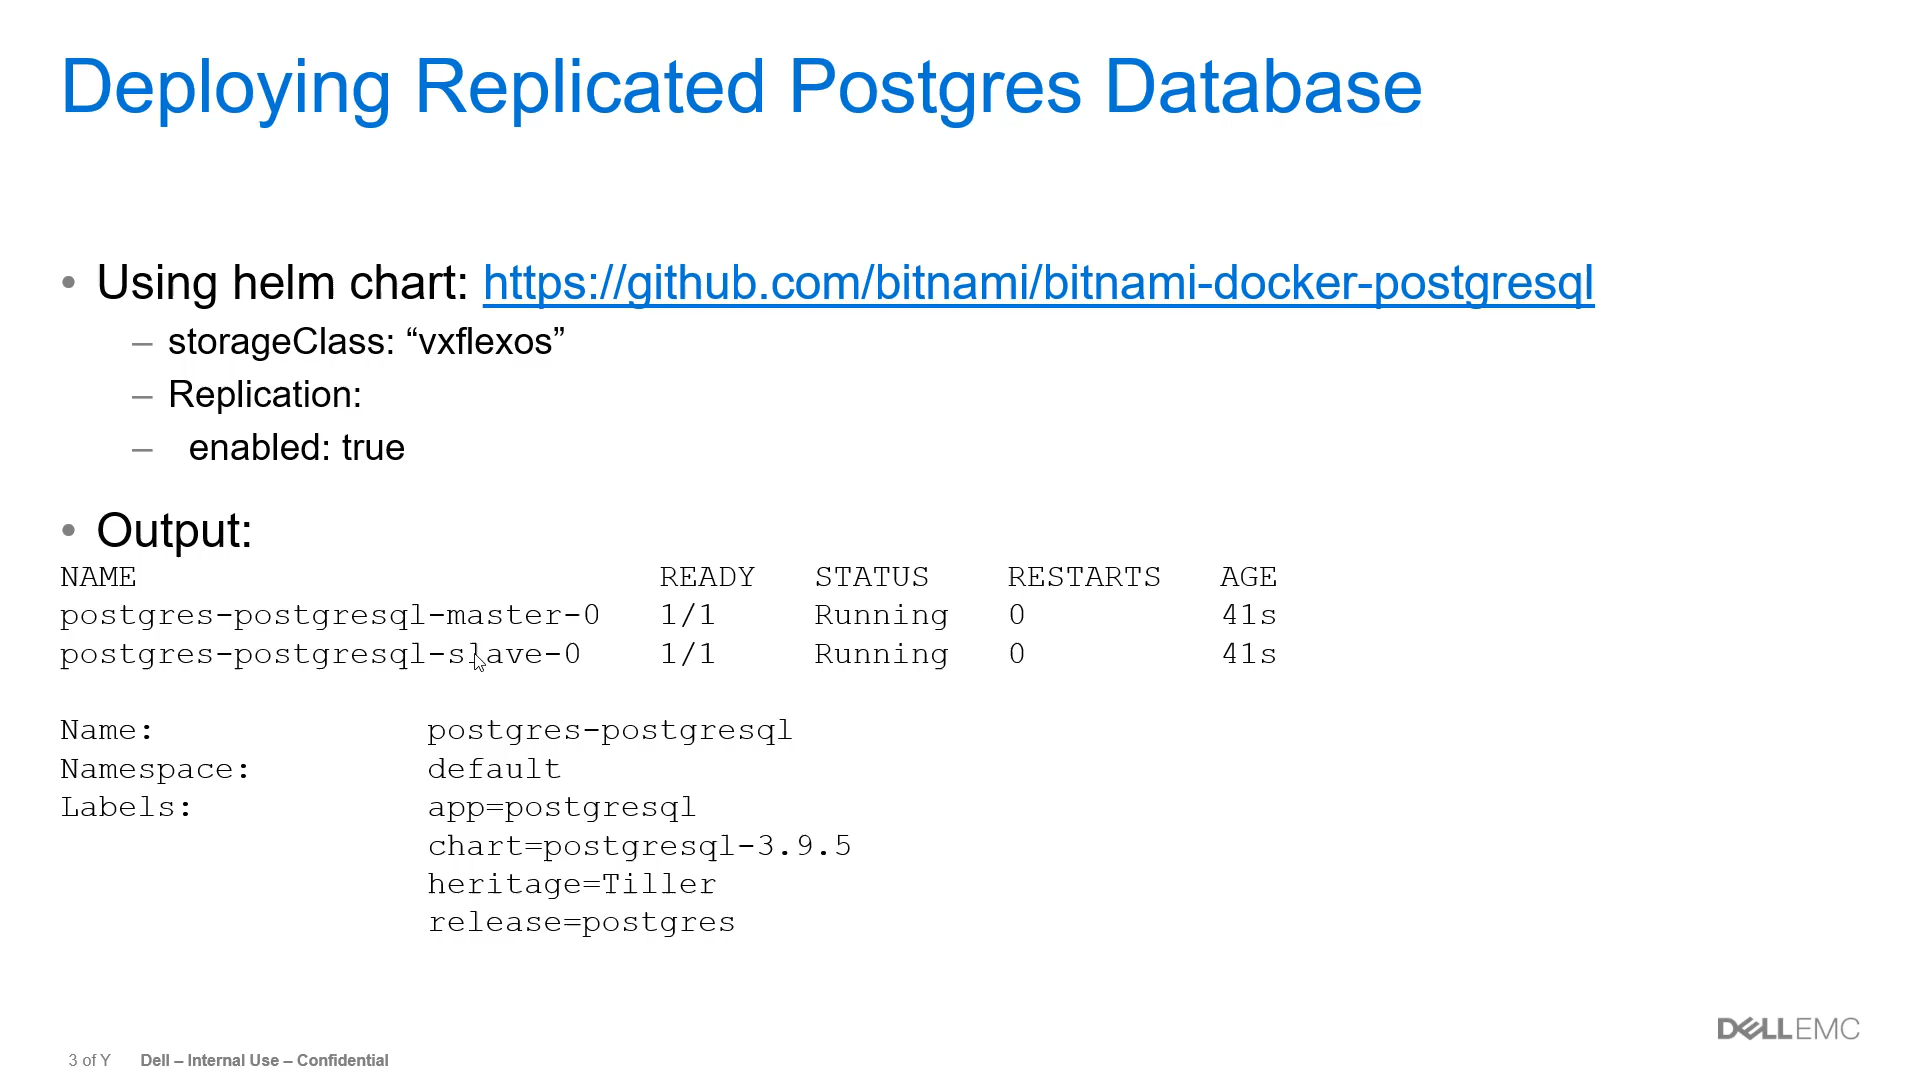 Deploying Replicated Postgres Database
• Using helm chart: https://github.com/bitnami/bitnami-docker-postgresql
– storageClass: “vxflexos”
– Replication:
– enabled: true
• Output:
NAME READY STATUS RESTARTS AGE
postgres-postgresql-master-0 1/1 Running 0 41s
postgres-postgresql-slave-0 1/1 Running 0 41s
Name: postgres-postgresql
Namespace: default
Labels: app=postgresql
chart=postgresql-3.9.5
heritage=Tiller
release=postgres
DELLEMC
3 of Y Dell – Internal Use – Confidential